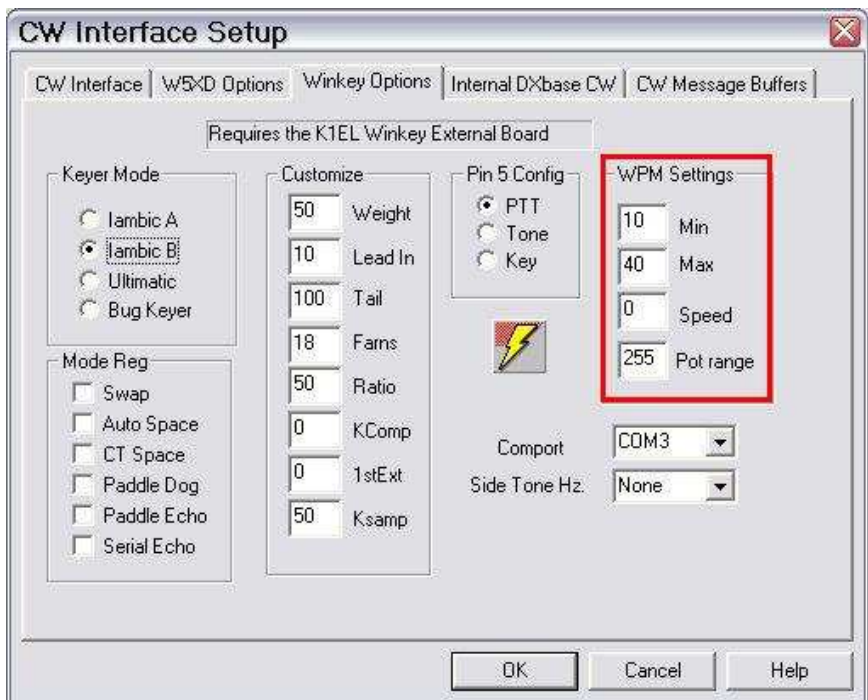 CW Interface Setup
CW Interface
W5XD Options
Winkey Options
Internal DXbase CW
CW Message Buffers
Requires the K1EL Winkey External Board
Keyer Mode
Iambic A
Iambic B
Ultimatic
Bug Keyer
Mode Reg
Swap
Auto Space
CT Space
Paddle Dog
Paddle Echo
Serial Echo
Customize
50 Weight
10 Lead In
100 Tail
18 Farns
50 Ratio
0 KComp
0 1stExt
50 Ksamp
Pin 5 Config
PTT
Tone
Key
WPM Settings
10 Min
40 Max
0 Speed
255 Pot range
Comport COM3
Side Tone Hz. None
OK
Cancel
Help